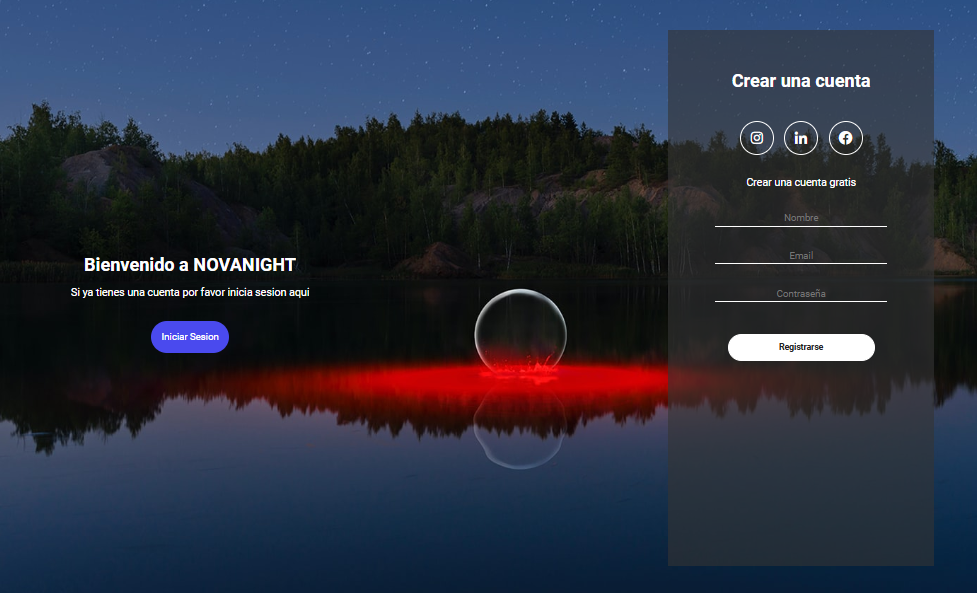 Bienvenido a NOVANIGHT
Si ya tienes una cuenta por favor inicia sesion aqui
Iniciar Sesion
Crear una cuenta
Crear una cuenta gratis
Nombre
Email
Contraseña
Registrarse